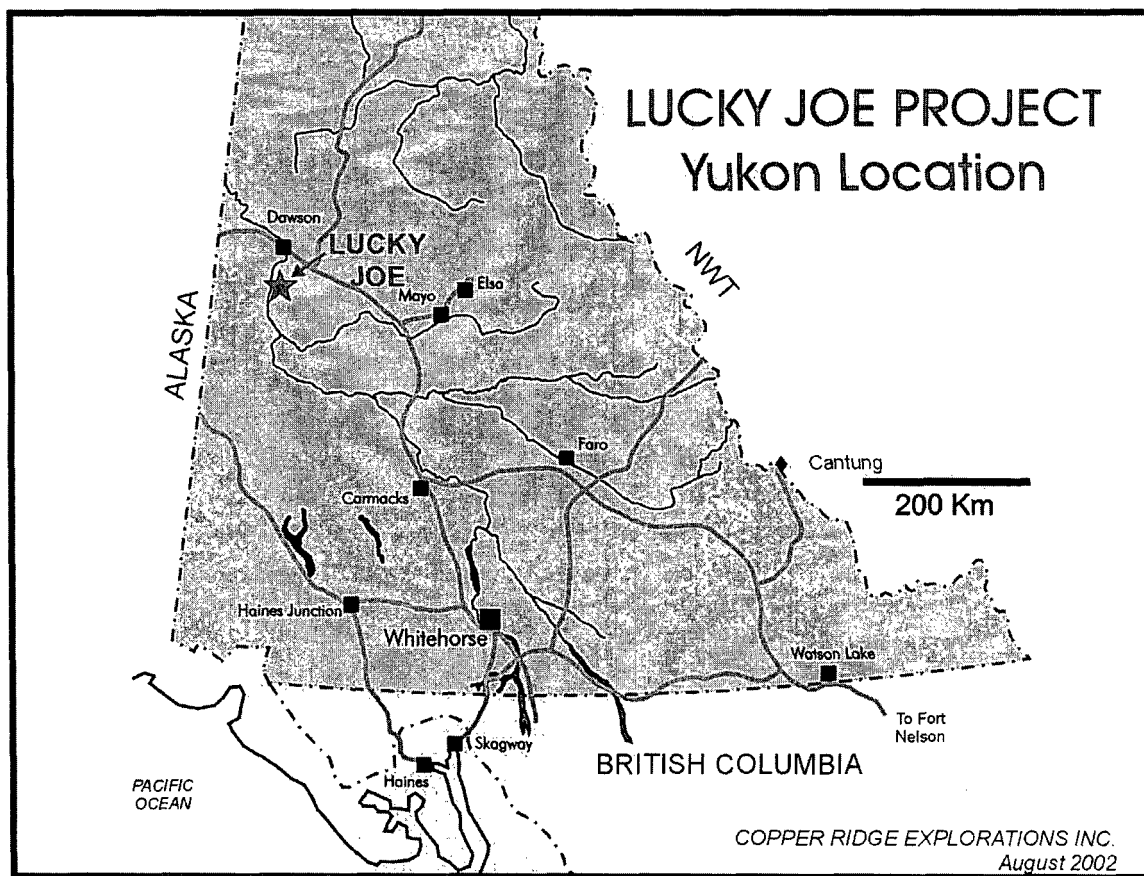 LUCKY JOE PROJECT
Yukon Location
Dawson
LUCKY
JOE
Elsa
Mayo
NWT
ALASKA
Faro
Cantung
200 Km
Carmacks
Haines Junction
Whitehorse
Watson Lake
To Fort
Nelson
Skagway
BRITISH COLUMBIA
Haines
PACIFIC
OCEAN
COPPER RIDGE EXPLORATIONS INC.
August 2002